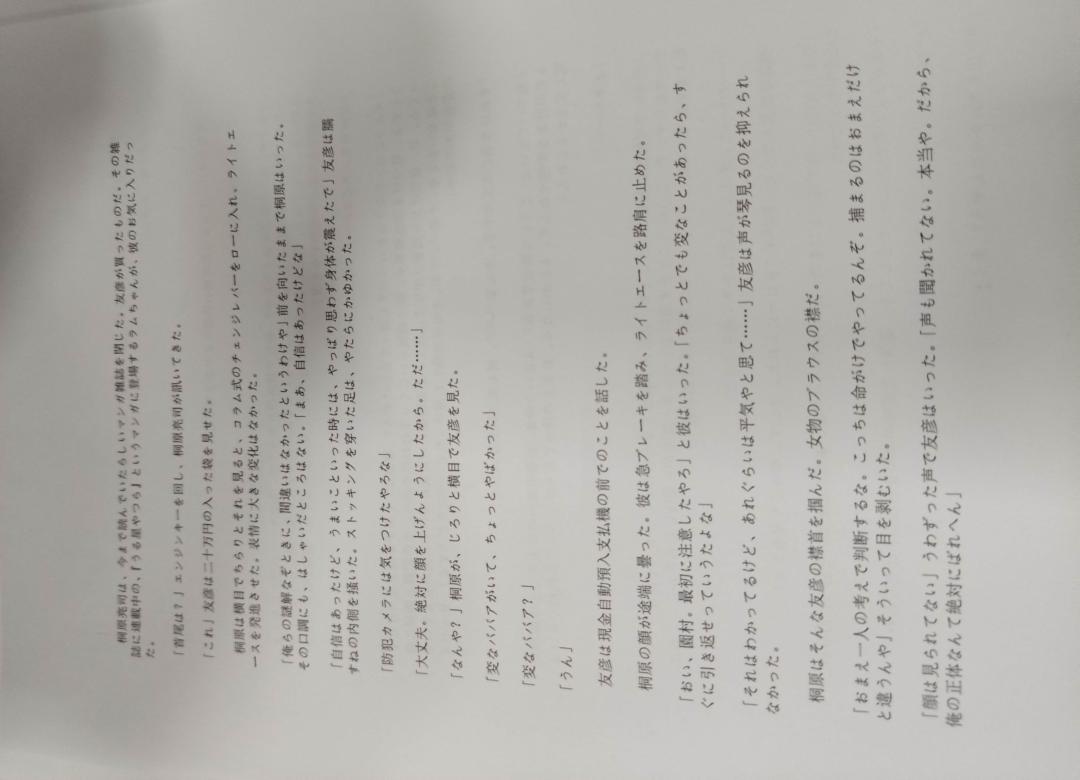 桐原亮司は、今まで読んでいたらしいマンガ雑誌を閉じた。友彦が買ったものだ。その雑
誌に連載中の、『うる星やつら』というマンガに登場するラムちゃんが、彼のお気に入りだっ
た。
「首尾は？」エンジンキーを回し、桐原亮司が訊いてきた。
「これ」友彦は二十万円の入った袋を見せた。
桐原は横目でちらりとそれを見ると、コラム式のチェンジレバーをローに入れ、ライトエ
ースを発進させた。表情に大きな変化はなかった。
「俺らの謎解なぞときに、間違いはなかったというわけや」前を向いたままで桐原はいった。
その口調にも、はしゃいだところはない。「まあ、自信はあったけどな」
「自信はあったけど、うまいこといった時には、やっぱり思わず身体が震えたで」友彦は脳
すねの内側を掻いた。ストッキングを穿いた足は、やたらにかゆかった。
「防犯カメラには気をつけたやろな」
「大丈夫。絶対に顔を上げんようにしたから。ただ……」
「なんや？」桐原が、じろりと横目で友彦を見た。
「変なババアがいて、ちょっとやばかった」
「変なババア？」
「うん」
友彦は現金自動預入支払機の前でのことを話した。
桐原の顔が途端に曇った。彼は急ブレーキを踏み、ライトエースを路肩に止めた。
「おい、園村。最初に注意したやろ」と彼はいった。「ちょっとでも変なことがあったら、す
ぐに引き返せっていうたよな」
「それはわかってるけど、あれぐらいは平気やと思て……」友彦は声が琴見るのを抑えられ
なかった。
桐原はそんな友彦の襟首を掴んだ。女物のブラウスの襟だ。
「おまえ一人の考えで判断するな。こっちは命がけでやってるんぞ。捕まるのはおまえだけ
と違うんや」そういって目を剥むいた。
「顔は見られてない」うわずった声で友彦はいった。「声も聞かれてない。本当や。だから、
俺の正体なんて絶対にばれへん」